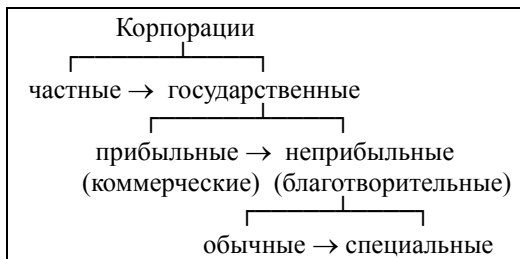 Корпорации
частные → государственные
прибыльные → неприбыльные
(коммерческие) (благотворительные)
обычные → специальные